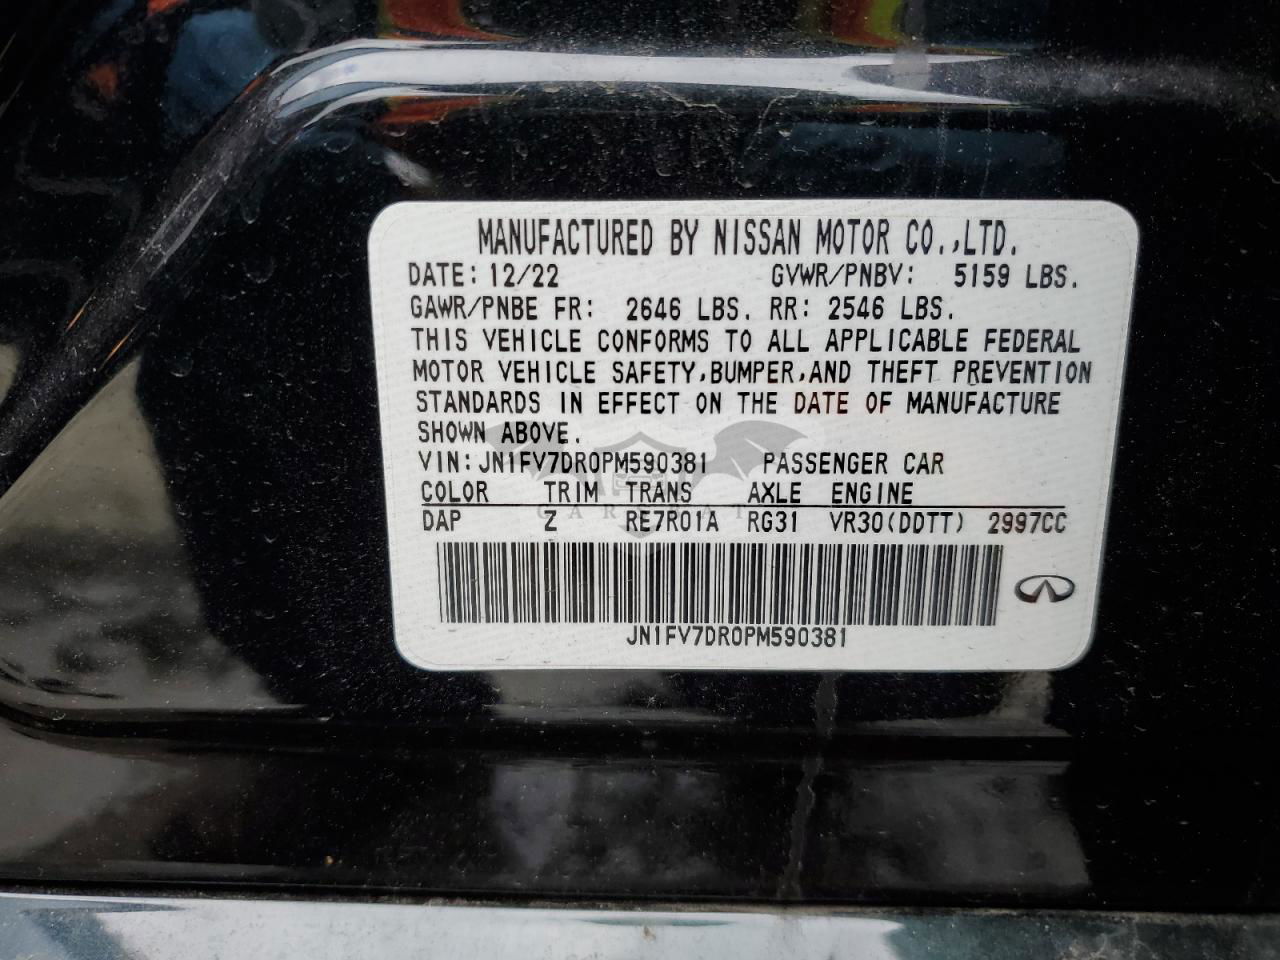 MANUFACTURED BY NISSAN MOTOR CO.,LTD.
DATE: 12/22 GVWR/PNBV: 5159 LBS.
GAWR/PNBE FR: 2646 LBS. RR: 2546 LBS.
THIS VEHICLE CONFORMS TO ALL APPLICABLE FEDERAL
MOTOR VEHICLE SAFETY,BUMPER,AND THEFT PREVENTION
STANDARDS IN EFFECT ON THE DATE OF MANUFACTURE
SHOWN ABOVE.
VIN:JN1FV7DR0PM590381 PASSENGER CAR
COLOR TRIM TRANS AXLE ENGINE
DAP Z RE7R01A RG31 VR30(DDTT) 2997CC
JN1FV7DR0PM590381